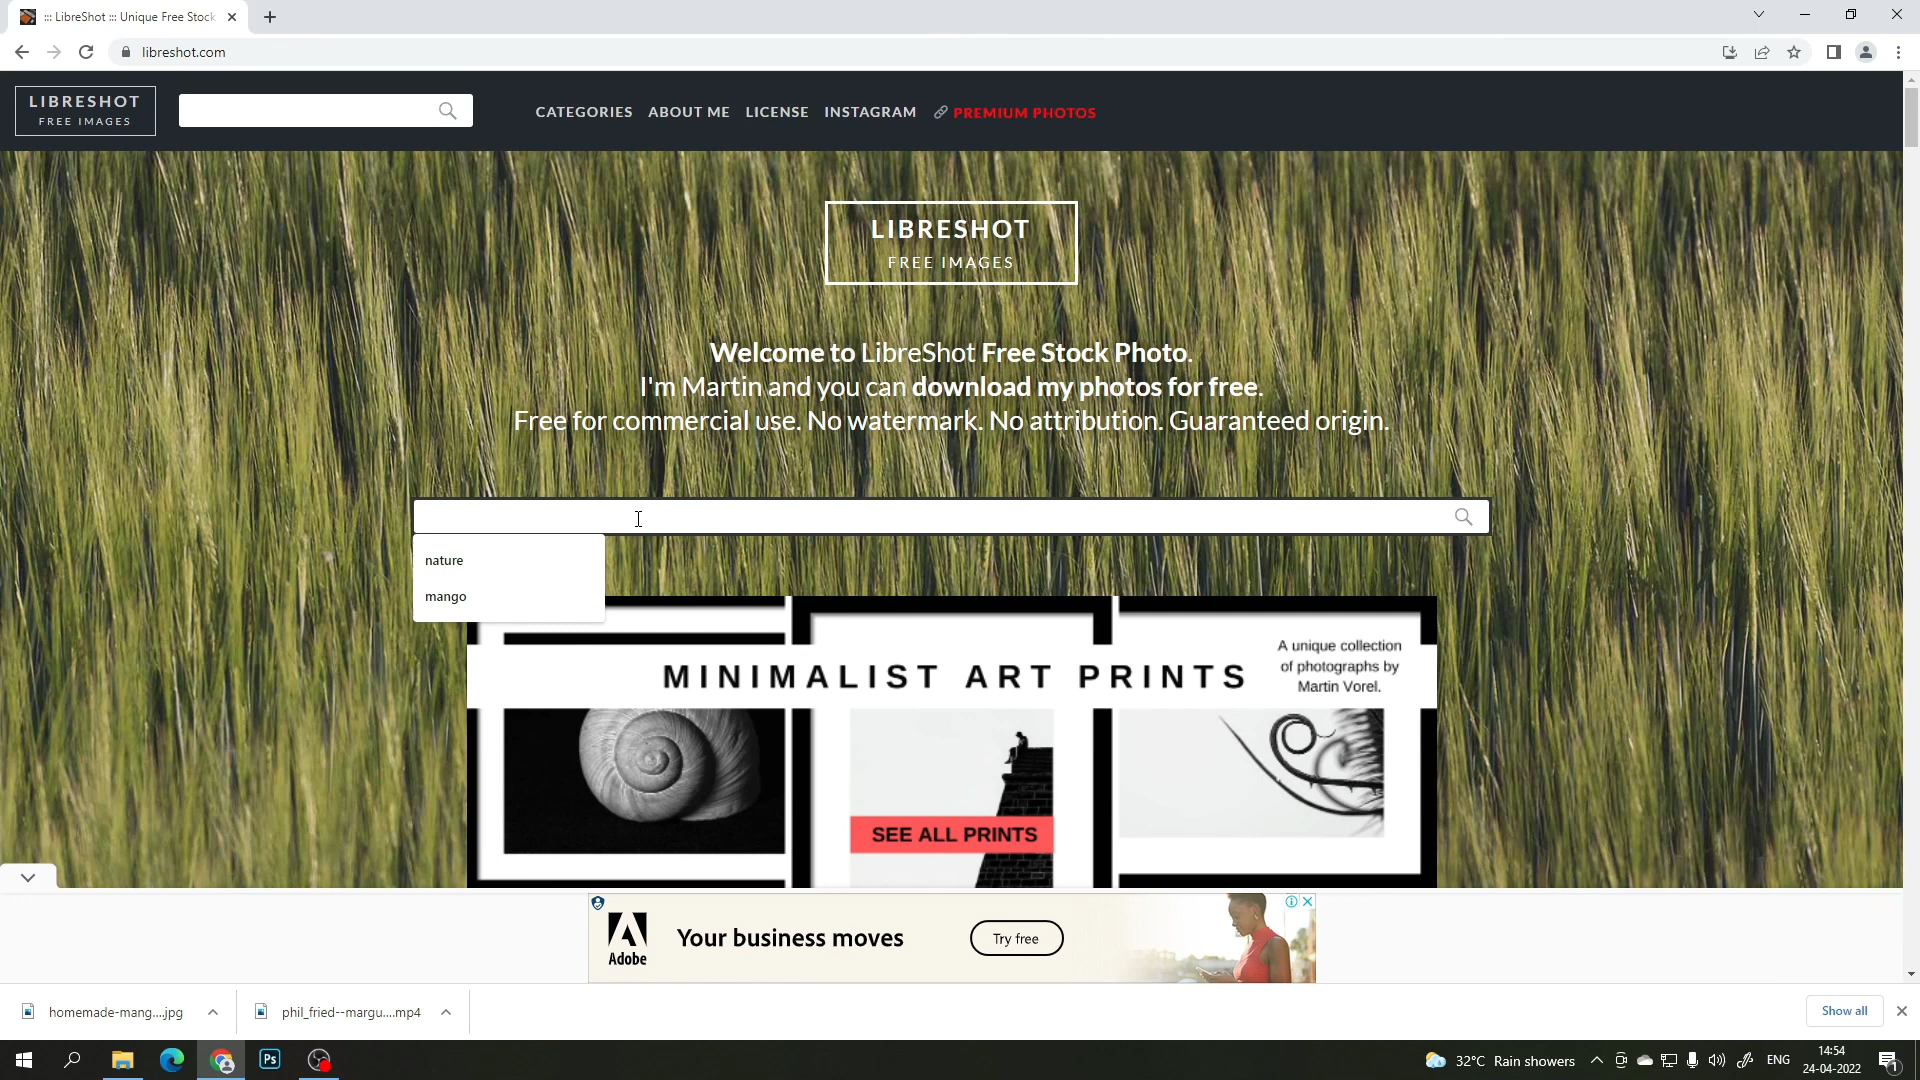 ::: LibreShot ::: Unique Free Stock
libreshot.com
LIBRESHOT
FREE IMAGES
CATEGORIES ABOUT ME LICENSE INSTAGRAM PREMIUM PHOTOS
LIBRESHOT
FREE IMAGES
Welcome to LibreShot Free Stock Photo.
I'm Martin and you can download my photos for free.
Free for commercial use. No watermark. No attribution. Guaranteed origin.
nature
mango
MINIMALIST ART PRINTS
A unique collection
of photographs by
Martin Vorel.
SEE ALL PRINTS
Adobe
Your business moves
Try free
homemade-mang....jpg
phil_fried--margu....mp4
Show all
Ps
32°C Rain showers
ENG
14:54
24-04-2022
1